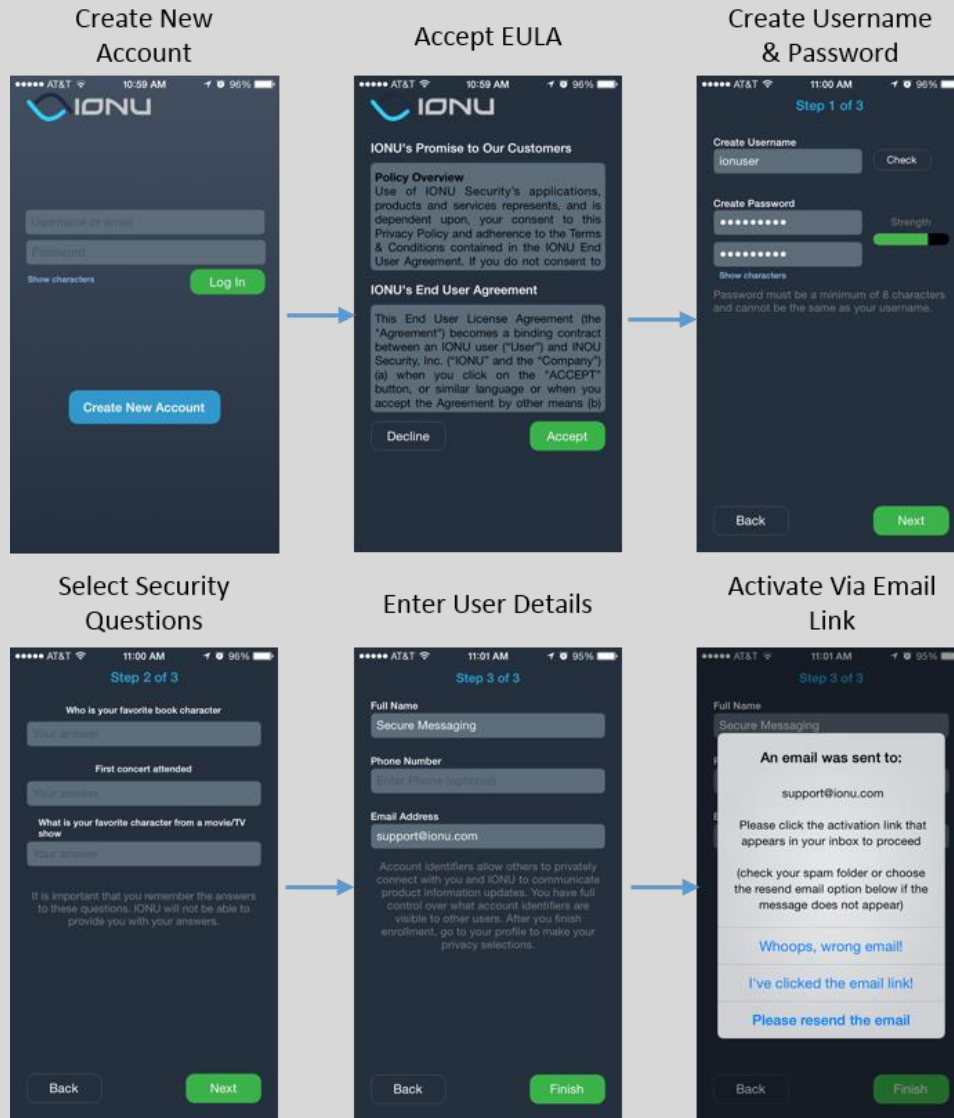 Create New
Account
Accept EULA
Create Username
& Password
AT&T 10:59 AM 96%
IONU
Username or email
Password
Show characters
Log In
Create New Account
AT&T 10:59 AM 96%
IONU
IONU's Promise to Our Customers
Policy Overview
Use of IONU Security's applications,
products and services represents, and is
dependent upon, your consent to this
Privacy Policy and adherence to the Terms
& Conditions contained in the IONU End
User Agreement. If you do not consent to
IONU's End User Agreement
This End User License Agreement (the
"Agreement") becomes a binding contract
between an IONU user ("User") and INOU
Security, Inc. ("IONU" and the "Company")
(a) when you click on the "ACCEPT"
button, or similar language or when you
accept the Agreement by other means (b)
Decline
Accept
AT&T 11:00 AM 96%
Step 1 of 3
Create Username
ionuser
Check
Create Password
Strength
Show characters
Password must be a minimum of 8 characters
and cannot be the same as your username.
Back
Next
Select Security
Questions
Enter User Details
Activate Via Email
Link
AT&T 11:00 AM 96%
Step 2 of 3
Who is your favorite book character
Your answer
First concert attended
Your answer
What is your favorite character from a movie/TV
show
Your answer
It is important that you remember the answers
to these questions. IONU will not be able to
provide you with your answers.
Back
Next
AT&T 11:01 AM 95%
Step 3 of 3
Full Name
Secure Messaging
Phone Number
Enter Phone (optional)
Email Address
support@ionu.com
Account identifiers allow others to privately
connect with you and IONU to communicate
product information updates. You have full
control over what account identifiers are
visible to other users. After you finish
enrollment, go to your profile to make your
privacy selections.
Back
Finish
AT&T 11:01 AM 95%
Step 3 of 3
Full Name
Secure Messaging
An email was sent to:
support@ionu.com
Please click the activation link that
appears in your inbox to proceed
(check your spam folder or choose
the resend email option below if the
message does not appear)
Whoops, wrong email!
I've clicked the email link!
Please resend the email
Back
Finish